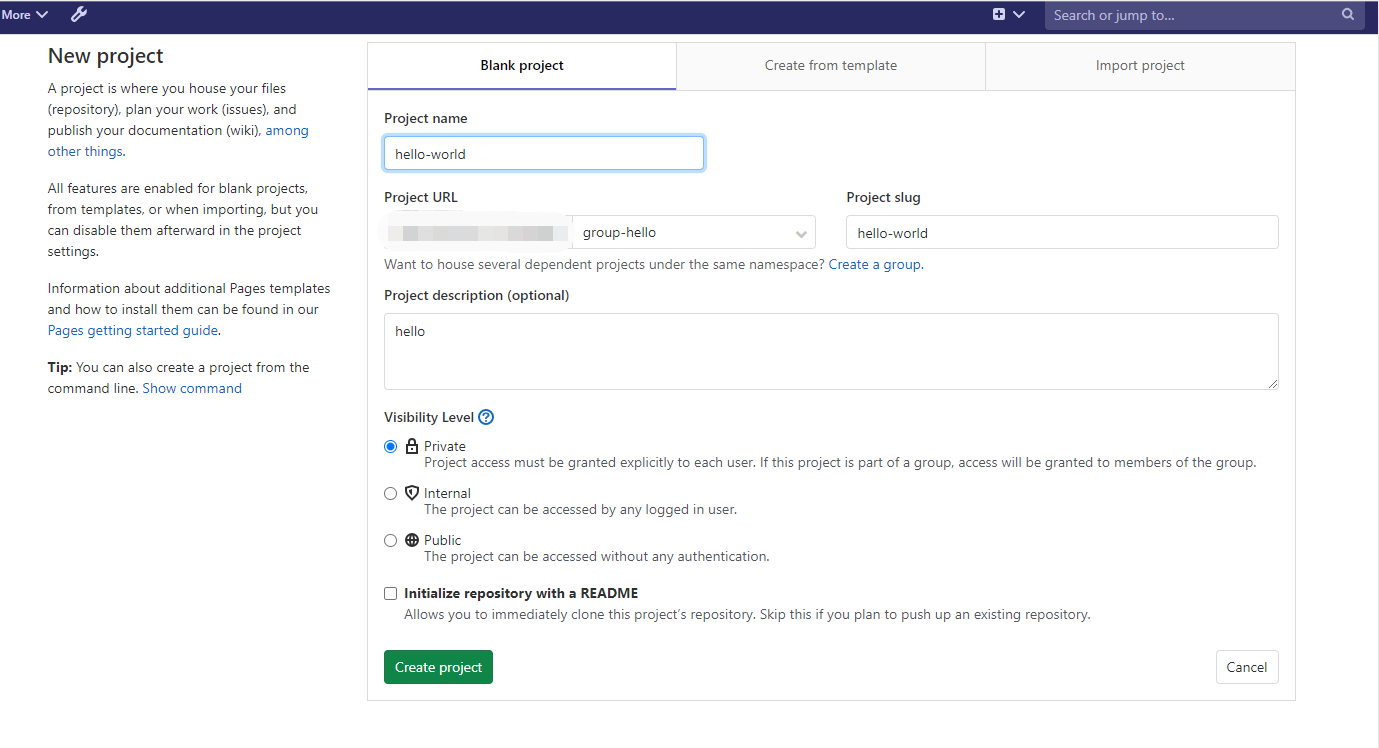 More
Search or jump to...
New project
A project is where you house your files
(repository), plan your work (issues), and
publish your documentation (wiki), among
other things.
All features are enabled for blank projects,
from templates, or when importing, but you
can disable them afterward in the project
settings.
Information about additional Pages templates
and how to install them can be found in our
Pages getting started guide.
Tip: You can also create a project from the
command line. Show command
Blank project
Create from template
Import project
Project name
hello-world
Project URL
group-hello
Project slug
hello-world
Want to house several dependent projects under the same namespace? Create a group.
Project description (optional)
hello
Visibility Level
Private
Project access must be granted explicitly to each user. If this project is part of a group, access will be granted to members of the group.
Internal
The project can be accessed by any logged in user.
Public
The project can be accessed without any authentication.
Initialize repository with a README
Allows you to immediately clone this project's repository. Skip this if you plan to push up an existing repository.
Create project
Cancel